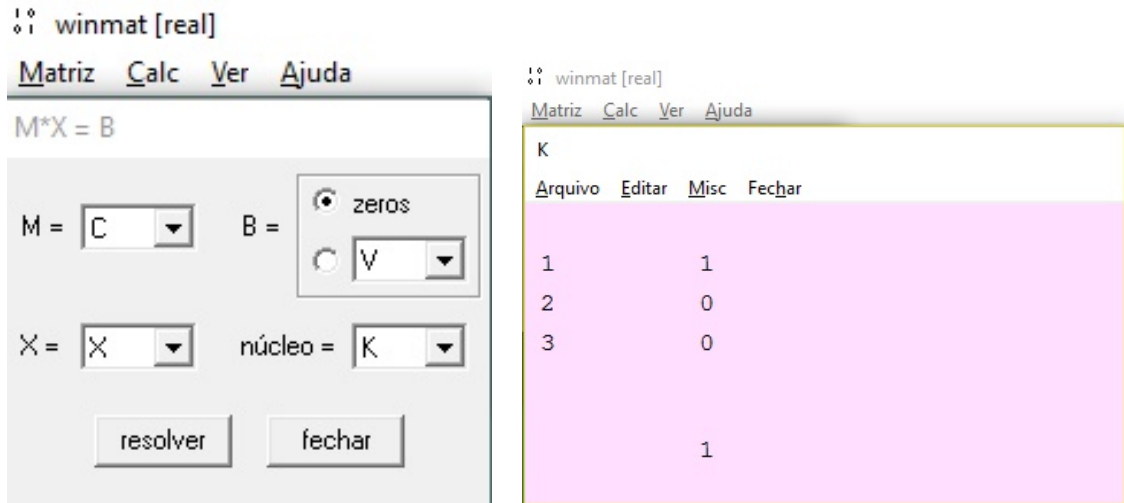 winmat [real]
Matriz Calc Ver Ajuda
M*X = B
M = C B = zeros
V
X = X núcleo = K
resolver fechar
winmat [real]
Matriz Calc Ver Ajuda
K
Arquivo Editar Misc Fechar
1 1
2 0
3 0
1